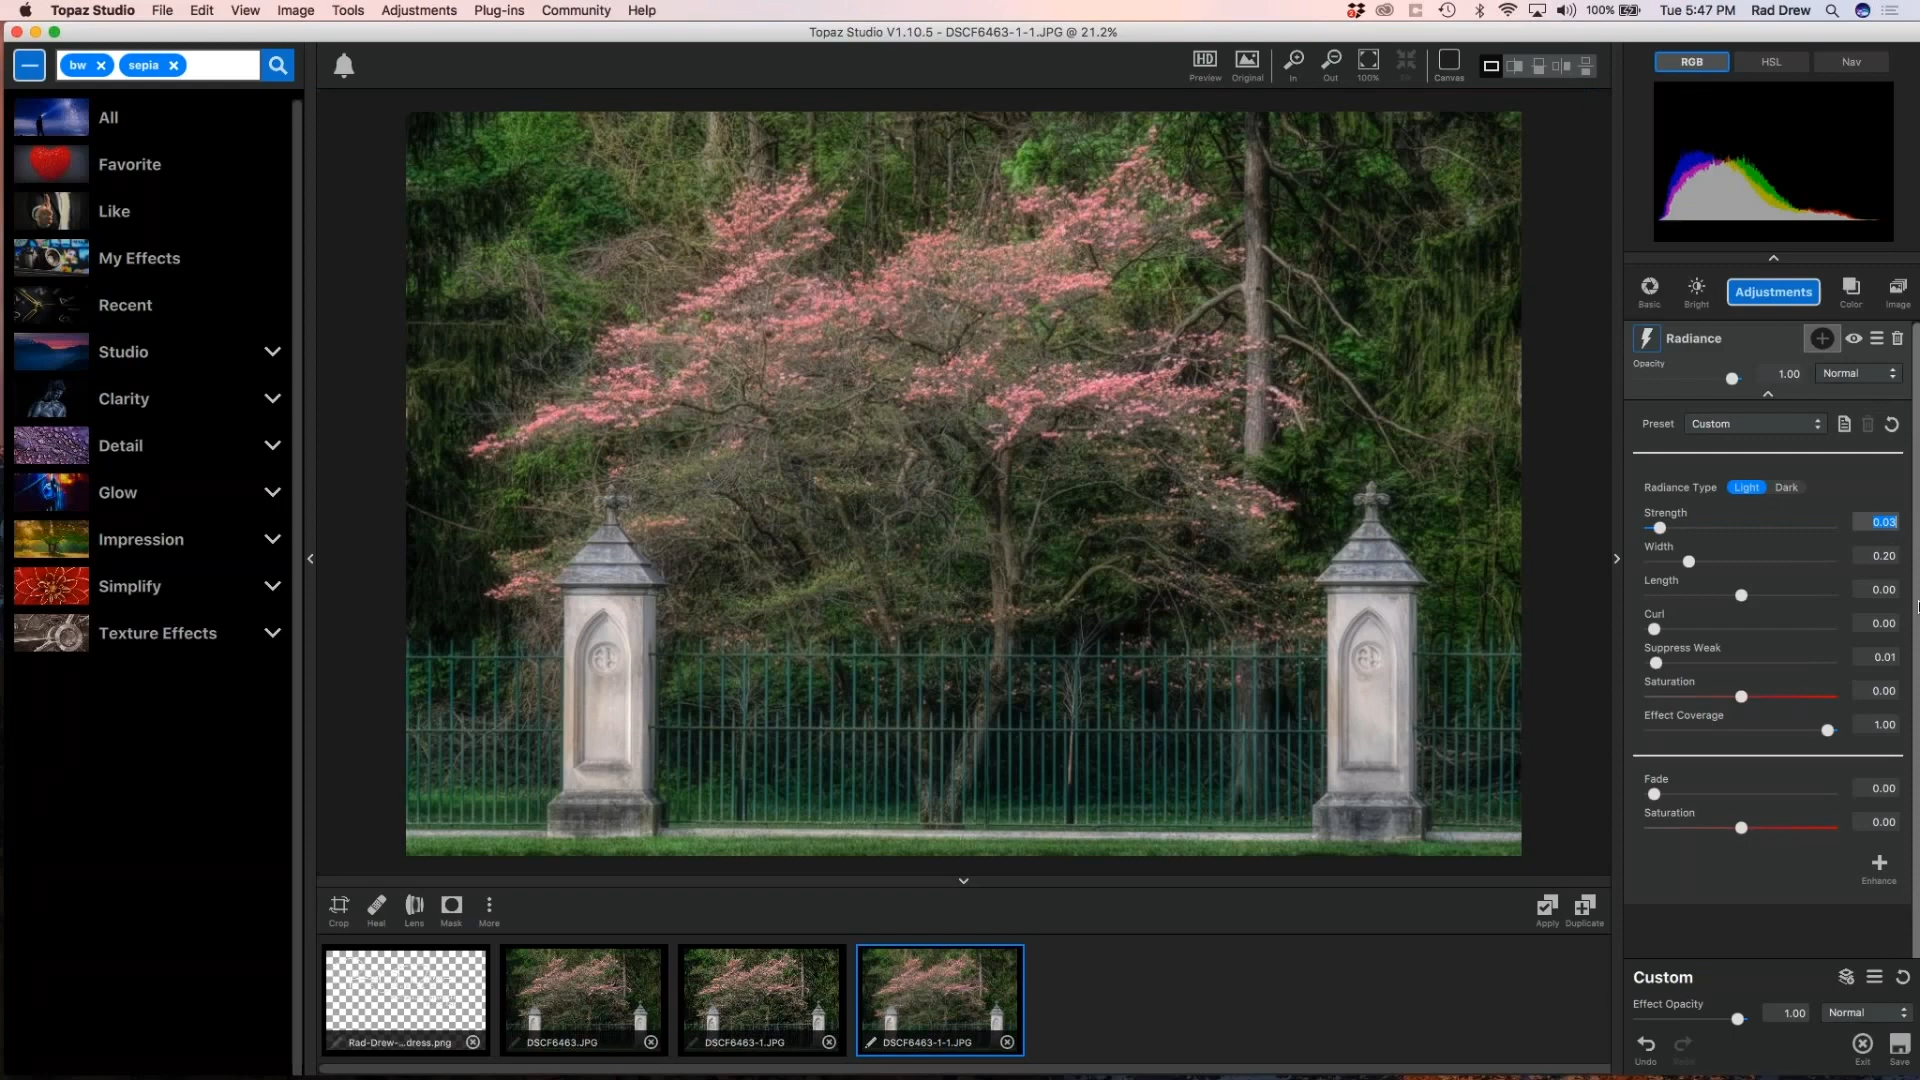 Topaz Studio File Edit View Image Tools Adjustments Plug-ins Community Help 100% Tue 5:47 PM Rad Drew
Topaz Studio V1.10.5 - DSCF6463-1-1.JPG @ 21.2%
bw sepia
All
Favorite
Like
My Effects
Recent
Studio
Clarity
Detail
Glow
Impression
Simplify
Texture Effects
HD
Preview Original In Out 100% Fit Canvas
RGB HSL Nav
Basic Bright Adjustments Color Image
Radiance
Opacity 1.00 Normal
Preset Custom
Radiance Type Light Dark
Strength 0.03
Width 0.20
Length 0.00
Curl 0.00
Suppress Weak 0.01
Saturation 0.00
Effect Coverage 1.00
Fade 0.00
Saturation 0.00
Enhance
Crop Heal Lens Mask More Apply Duplicate
Rad-Drew-...dress.png DSCF6463.JPG DSCF6463-1.JPG DSCF6463-1-1.JPG
Custom
Effect Opacity 1.00 Normal
Undo Redo Exit Save